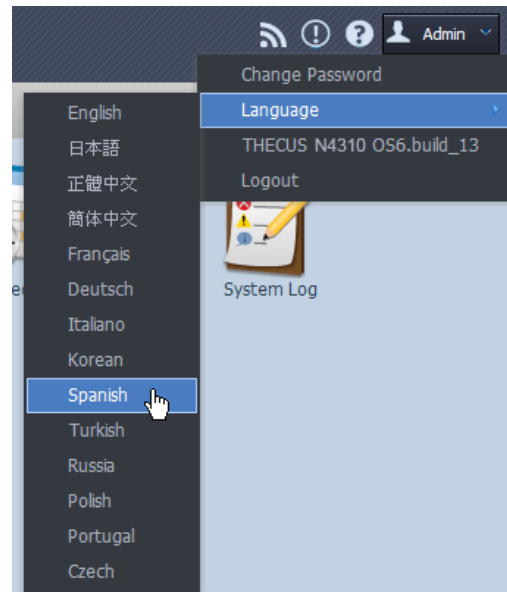 Admin
Change Password
Language
THECUS N4310 OS6.build_13
Logout
English
日本語
正體中文
簡体中文
Français
Deutsch
Italiano
Korean
Spanish
Turkish
Russia
Polish
Portugal
Czech
System Log